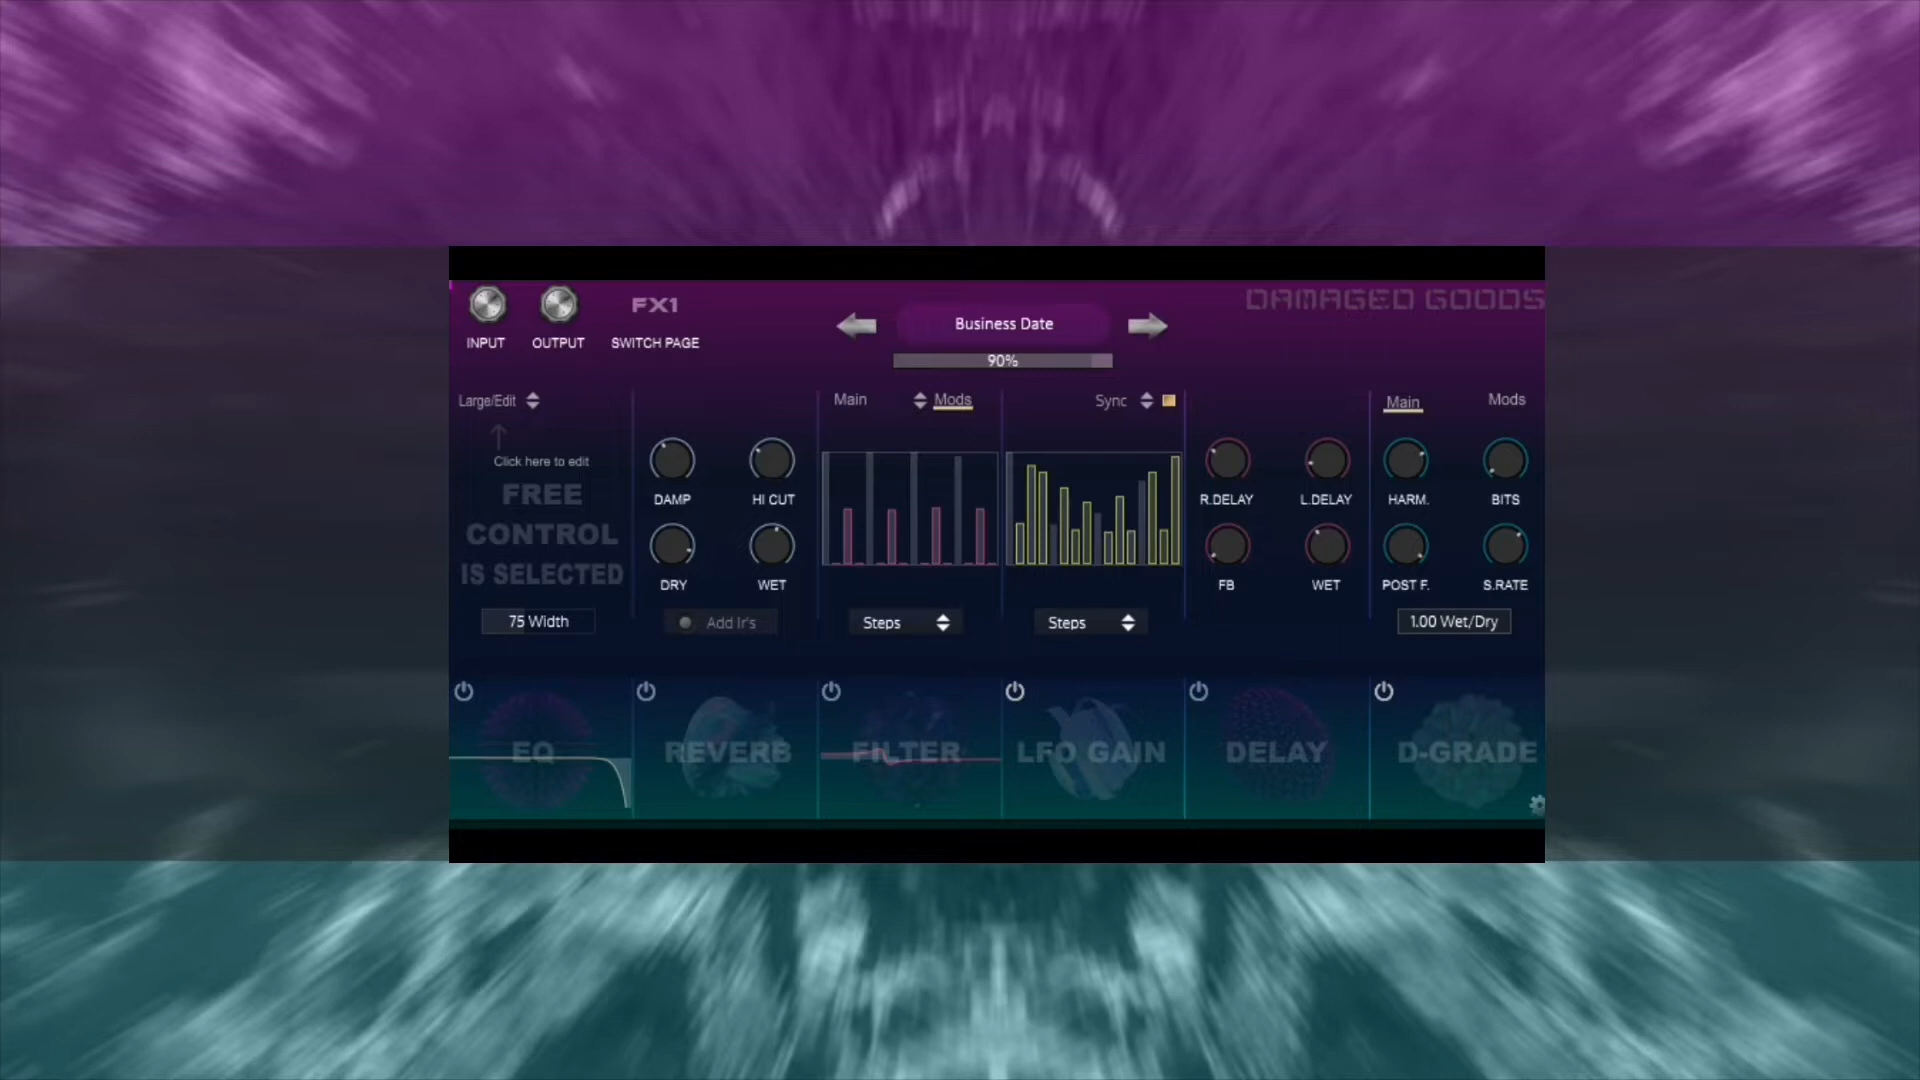 INPUT
OUTPUT
FX1
SWITCH PAGE
Business Date
90%
DAMAGED GOODS
Large/Edit
Click here to edit
FREE
CONTROL
IS SELECTED
75 Width
DAMP
HI CUT
DRY
WET
Add Ir's
Main
Mods
Steps
Sync
Steps
R.DELAY
L.DELAY
FB
WET
Main
Mods
HARM.
BITS
POST F.
S.RATE
1.00 Wet/Dry
EQ
REVERB
FILTER
LFO GAIN
DELAY
D-GRADE